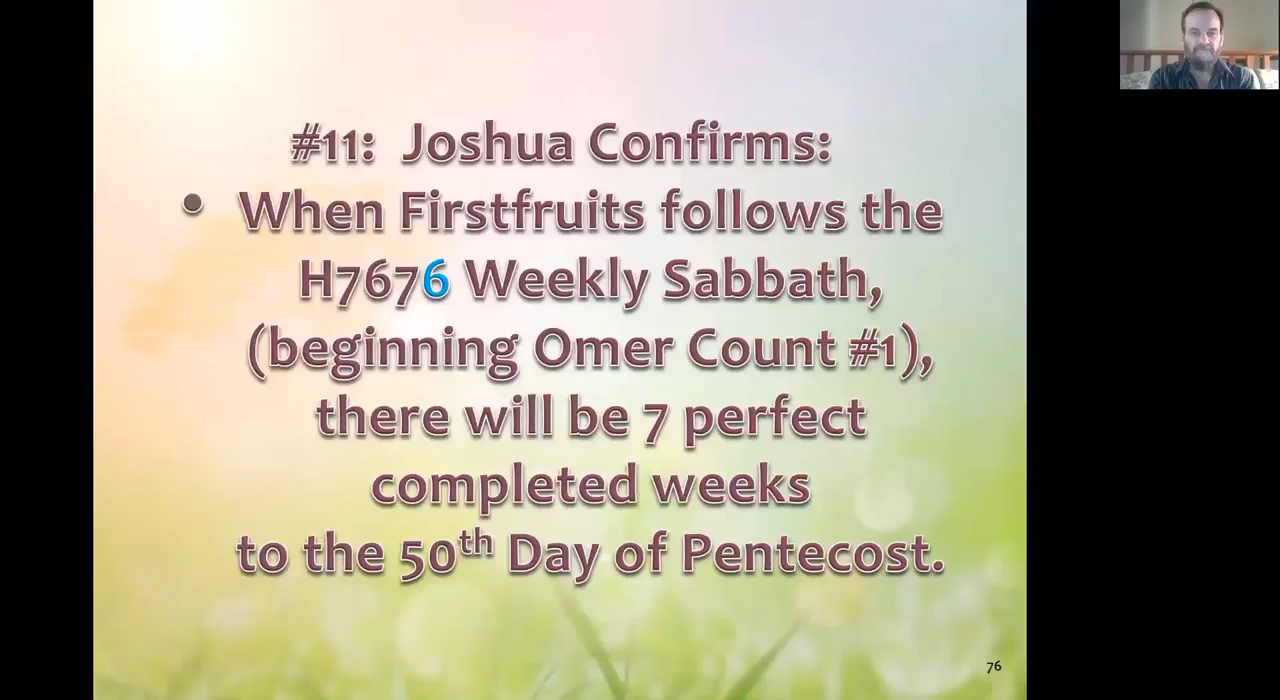 #11: Joshua Confirms:
• When Firstfruits follows the
H7676 Weekly Sabbath,
(beginning Omer Count #1),
there will be 7 perfect
completed weeks
to the 50th Day of Pentecost.
76